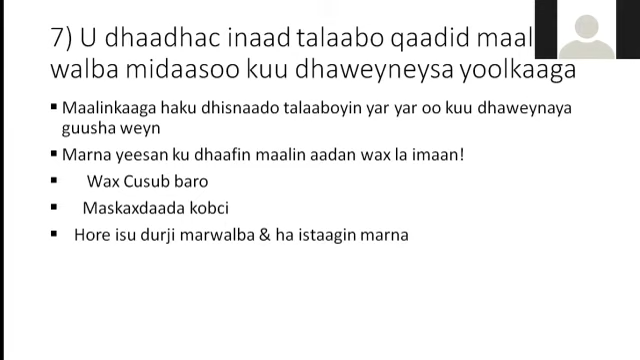 7) U dhaadhac inaad talaabo qaadid maal
walba midaasoo kuu dhaweyneysa yoolkaaga
▪ Maalinkaaga haku dhisnaado talaaboyin yar yar oo kuu dhaweynaya
guusha weyn
▪ Marna yeesan ku dhaafin maalin aadan wax la imaan!
▪ Wax Cusub baro
▪ Maskaxdaada kobci
▪ Hore isu durji marwalba & ha istaagin marna